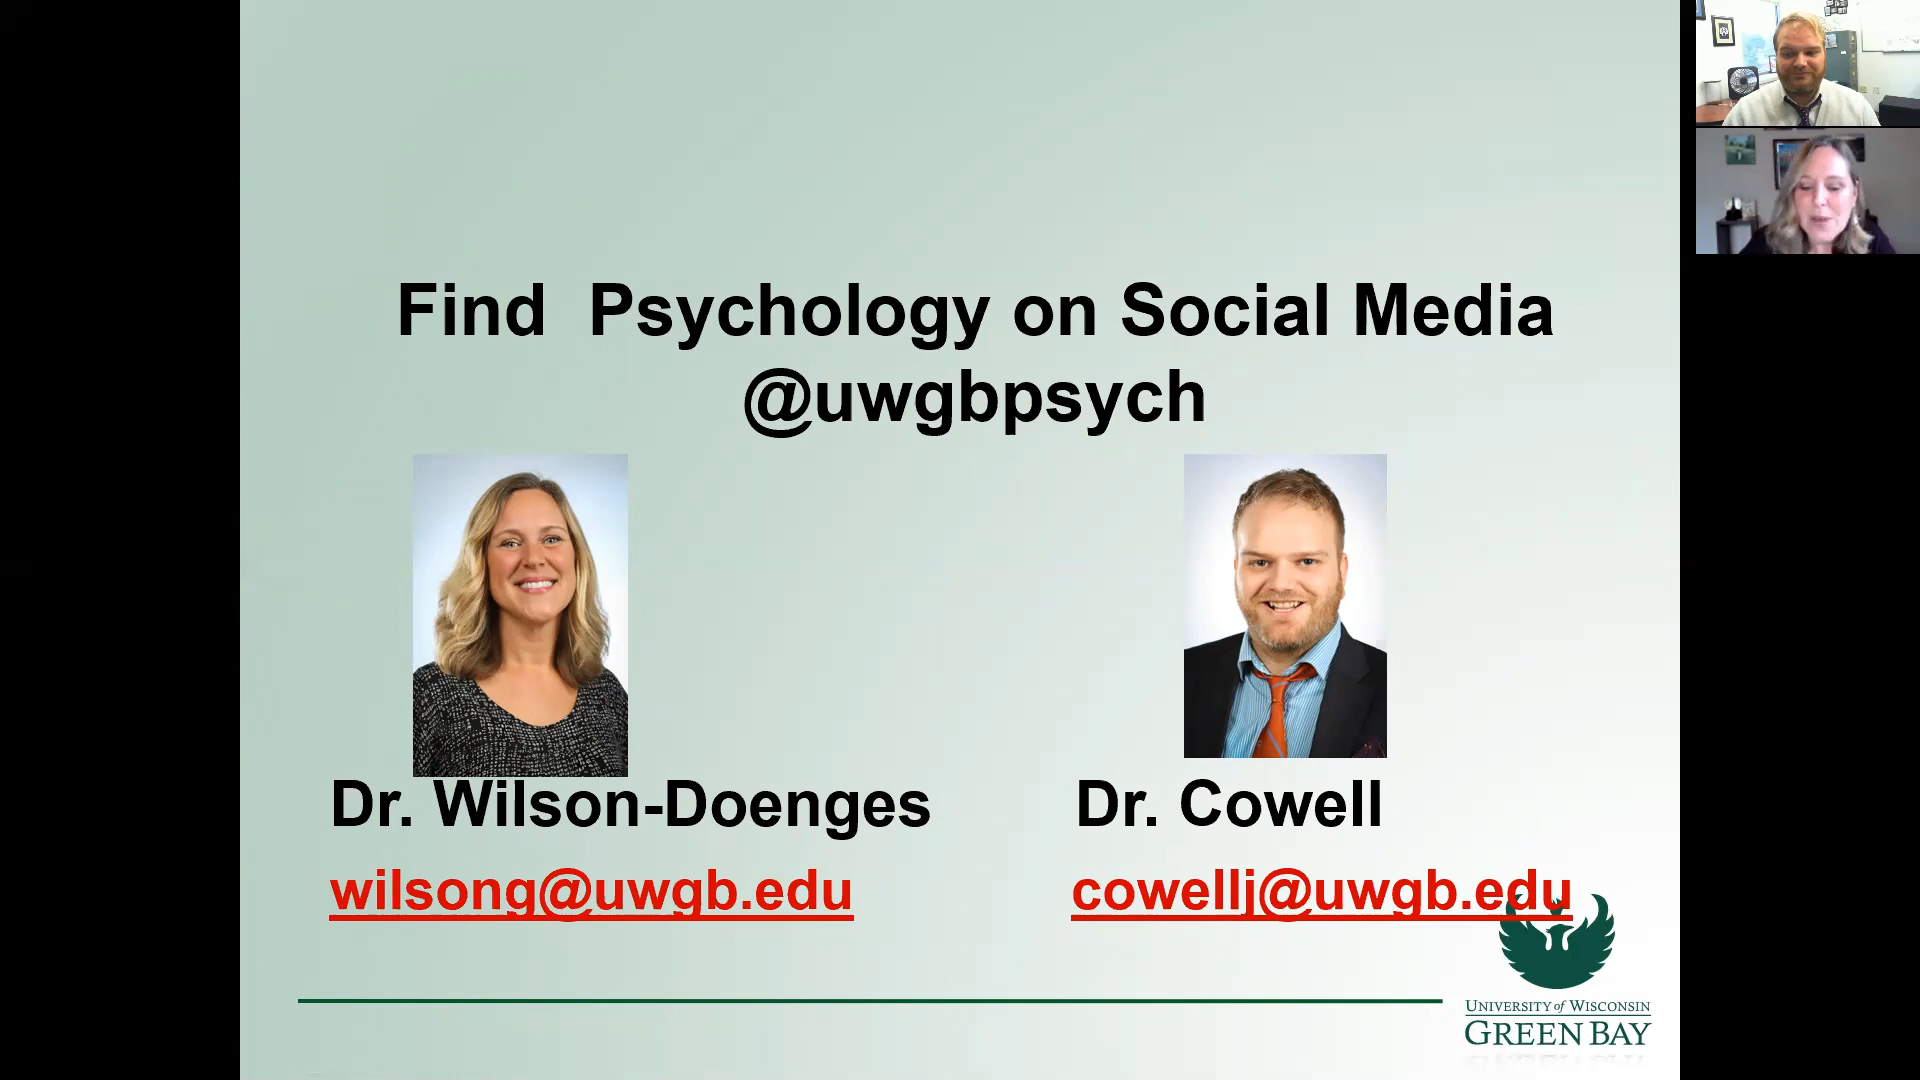 Find  Psychology on Social Media
@uwgbpsych
Dr. Wilson-Doenges
Dr. Cowell
wilsong@uwgb.edu
cowellj@uwgb.edu
UNIVERSITY of WISCONSIN
GREEN BAY